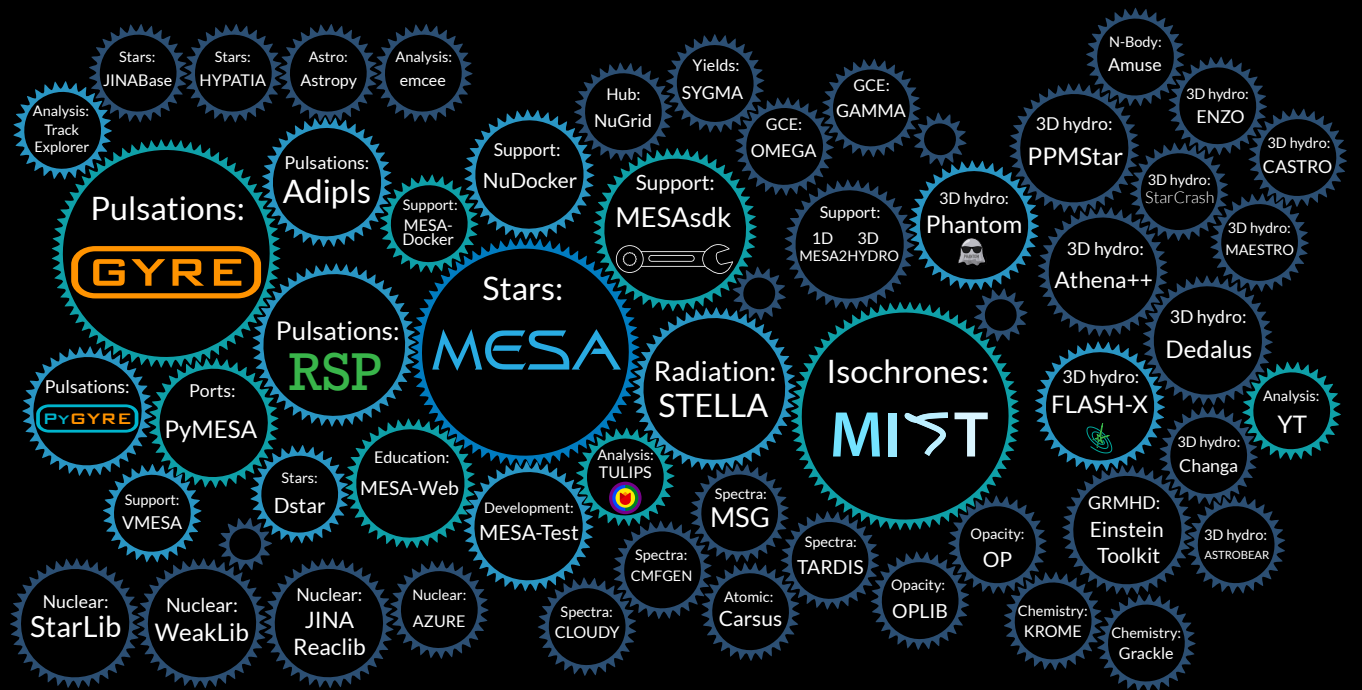 Stars:
JINABase
Stars:
HYPATIA
Astro:
Astropy
Analysis:
emcee
Analysis:
Track
Explorer
Pulsations:
GYRE
Pulsations:
Adipls
Support:
MESA-
Docker
Support:
NuDocker
Hub:
NuGrid
Yields:
SYGMA
GCE:
OMEGA
GCE:
GAMMA
Support:
MESAsdk
Support:
1D 3D
MESA2HYDRO
3D hydro:
Phantom
3D hydro:
PPMStar
N-Body:
Amuse
3D hydro:
ENZO
3D hydro:
CASTRO
3D hydro:
StarCrash
3D hydro:
MAESTRO
3D hydro:
Athena++
3D hydro:
Dedalus
Pulsations:
RSP
Stars:
MESA
Radiation:
STELLA
Isochrones:
MIST
3D hydro:
FLASH-X
Analysis:
YT
3D hydro:
Changa
Pulsations:
PYGYRE
Ports:
PyMESA
Support:
VMESA
Stars:
Dstar
Education:
MESA-Web
Development:
MESA-Test
Analysis:
TULIPS
Spectra:
MSG
Spectra:
CMFGEN
Spectra:
CLOUDY
Atomic:
Carsus
Spectra:
TARDIS
Opacity:
OPLIB
Opacity:
OP
GRMHD:
Einstein
Toolkit
3D hydro:
ASTROBEAR
Chemistry:
KROME
Chemistry:
Grackle
Nuclear:
StarLib
Nuclear:
WeakLib
Nuclear:
JINA
Reaclib
Nuclear:
AZURE